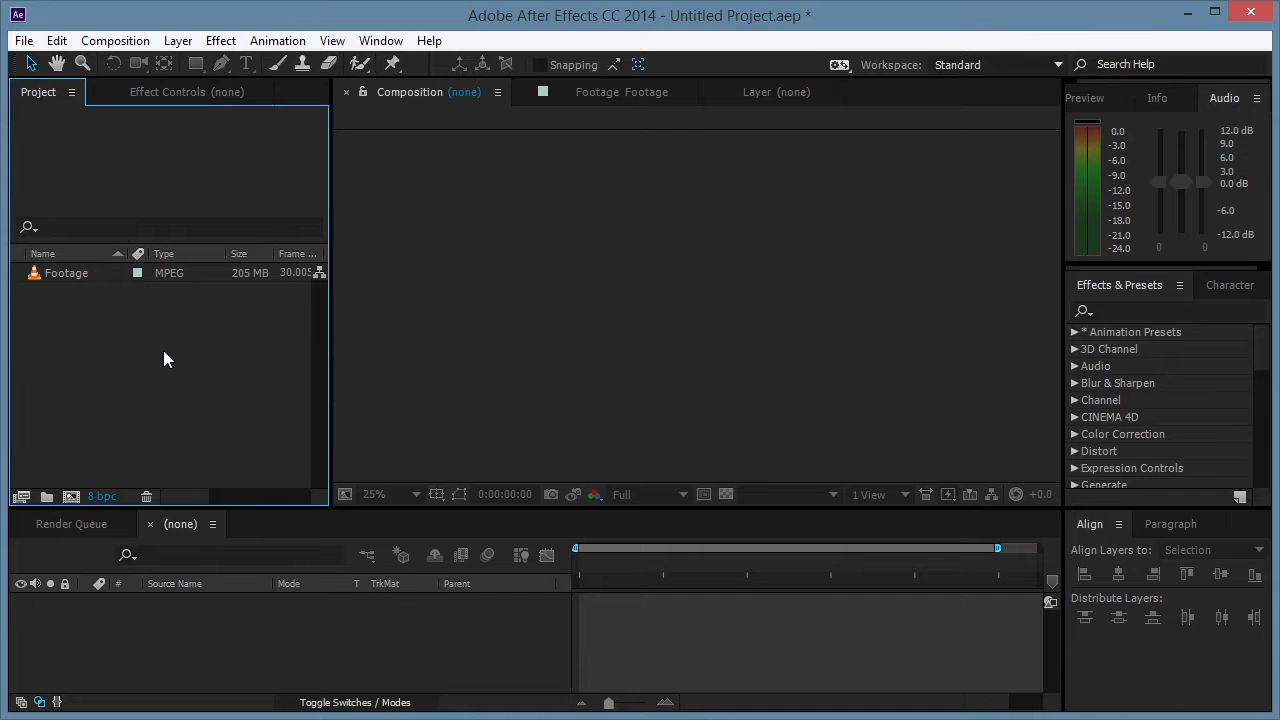 Ae
Adobe After Effects CC 2014 - Untitled Project.aep *
File Edit Composition Layer Effect Animation View Window Help
Snapping
Workspace: Standard
Search Help
Project
Effect Controls (none)
Composition (none)
Footage Footage
Layer (none)
Preview Info Audio
0.0
-3.0
-6.0
-9.0
-12.0
-15.0
-18.0
-21.0
-24.0
12.0 dB
9.0
6.0
3.0
0.0 dB
-6.0
-12.0 dB
0 0
Name Type Size Frame ...
Footage MPEG 205 MB 30.005
Effects & Presets Character
* Animation Presets
3D Channel
Audio
Blur & Sharpen
Channel
CINEMA 4D
Color Correction
Distort
Expression Controls
Generate
8 bpc
25% 0:00:00:00 Full 1 View +0.0
Render Queue (none)
# Source Name Mode T TrkMat Parent
Toggle Switches / Modes
Align Paragraph
Align Layers to: Selection
Distribute Layers: